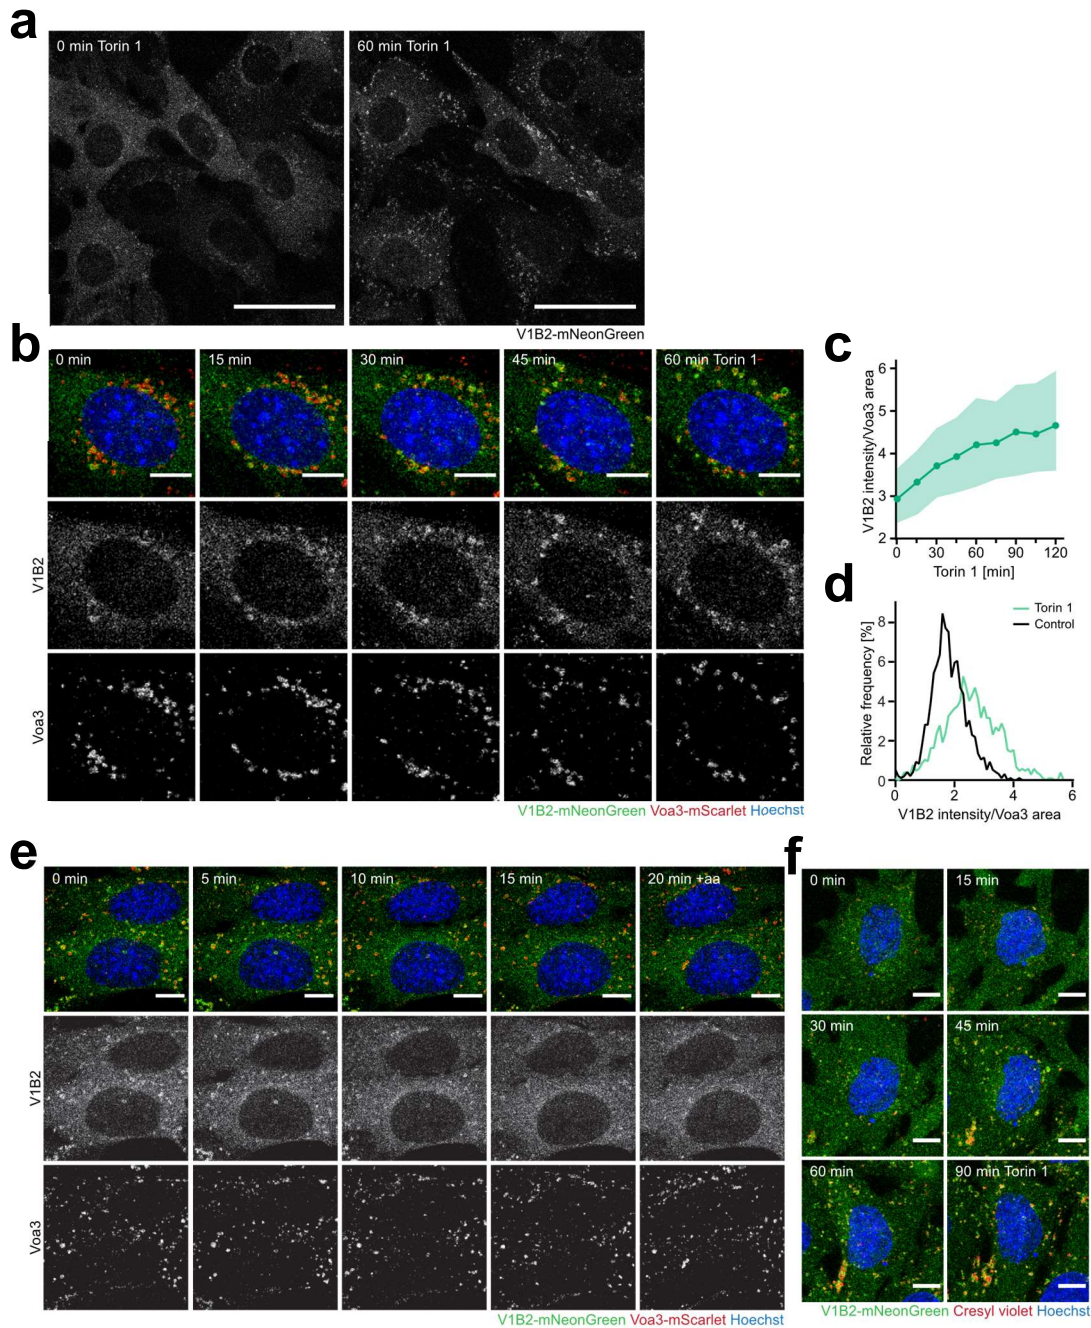 a
0 min Torin 1
60 min Torin 1
V1B2-mNeonGreen
b
0 min
15 min
30 min
45 min
60 min Torin 1
V1B2
Voa3
V1B2-mNeonGreen Voa3-mScarlet Hoechst
c
V1B2 intensity/Voa3 area
6
5
4
3
2
0
30
60
90
120
Torin 1 [min]
d
Relative frequency [%]
8
6
4
2
0
Torin 1
Control
0
2
4
6
V1B2 intensity/Voa3 area
e
0 min
5 min
10 min
15 min
20 min +aa
V1B2
Voa3
V1B2-mNeonGreen Voa3-mScarlet Hoechst
f
0 min
15 min
30 min
45 min
60 min
90 min Torin 1
V1B2-mNeonGreen Cresyl violet Hoechst